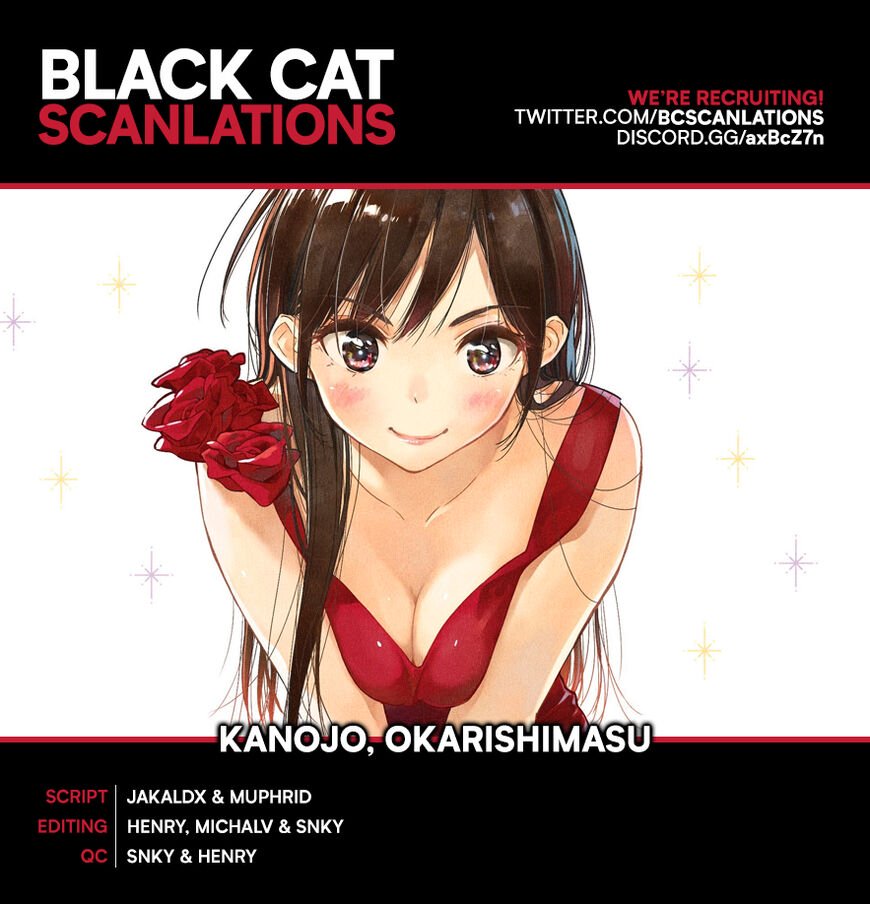 BLACK CAT
SCANLATIONS
WE'RE RECRUITING!
TWITTER.COM/BCSCANLATIONS
DISCORD.GG/axBcZ7n
KANOJO, OKARISHIMASU
SCRIPT JAKALDX & MUPHRID
EDITING HENRY, MICHALV & SNKY
QC SNKY & HENRY